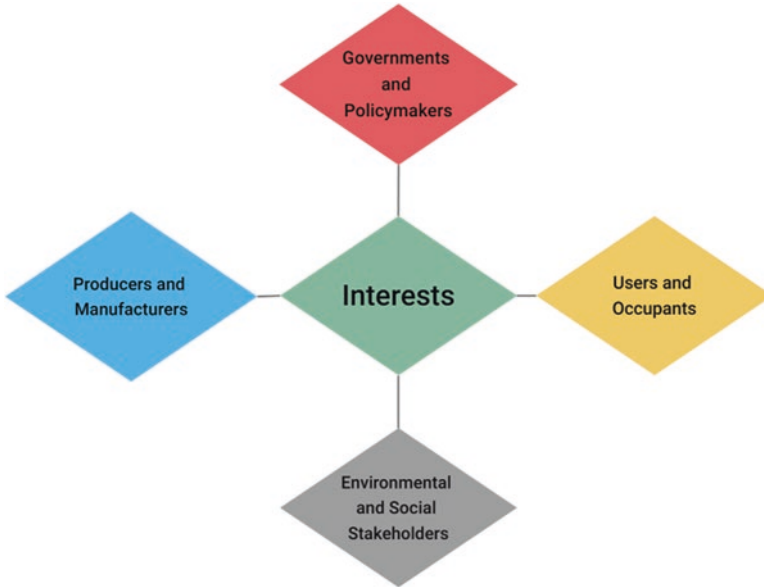 Governments
and
Policymakers
Producers and
Manufacturers
Interests
Users and
Occupants
Environmental
and Social
Stakeholders